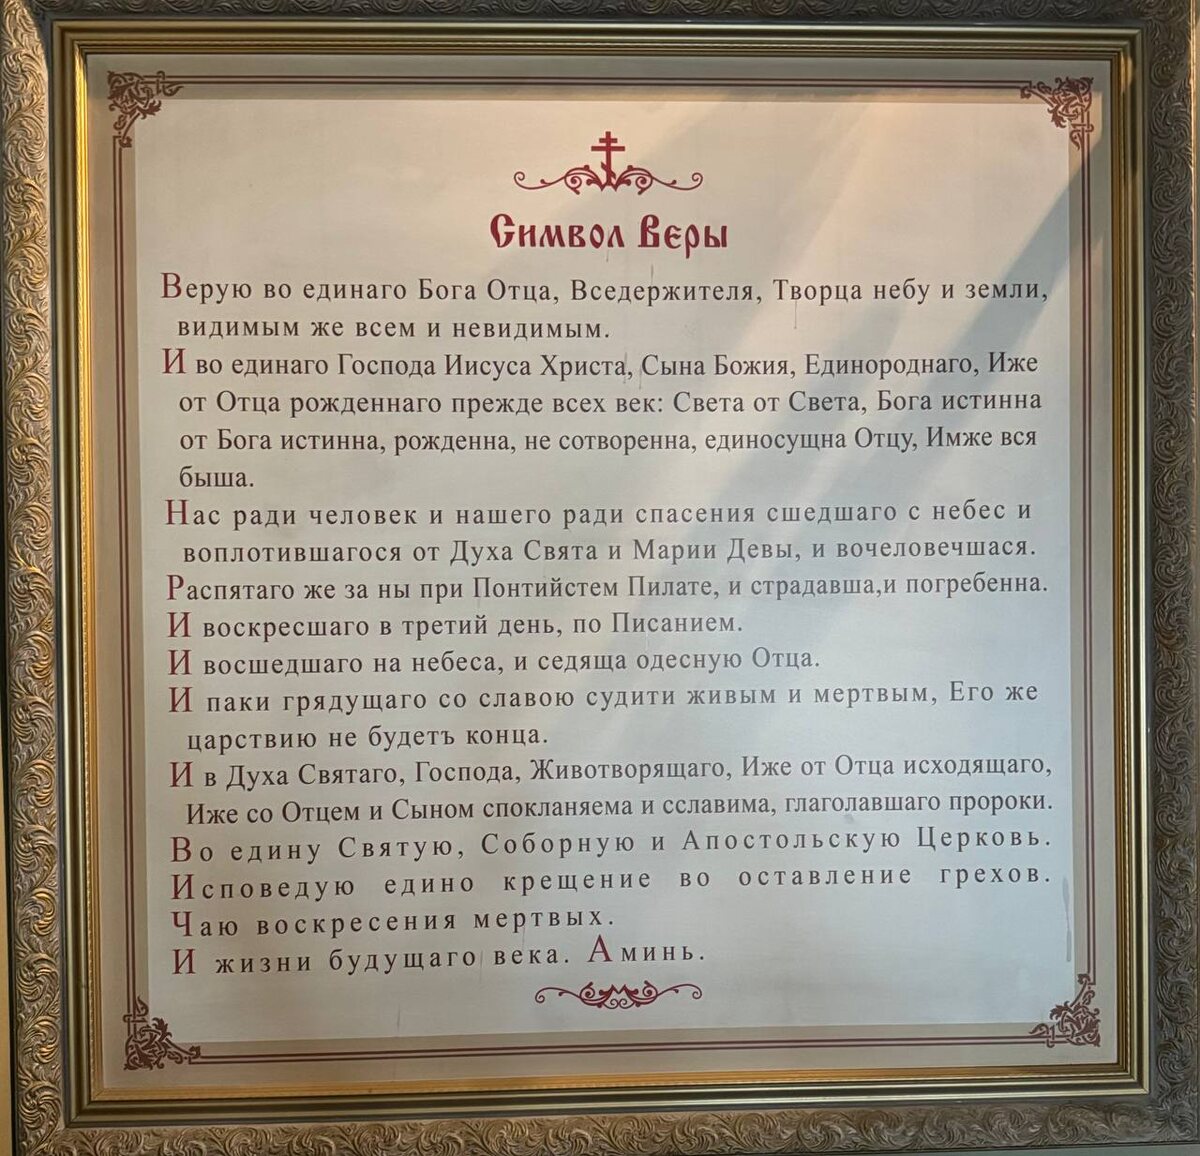 Символ Веры
Верую во единаго Бога Отца, Вседержителя, Творца небу и земли,
видимым же всем и невидимым.
И во единаго Господа Иисуса Христа, Сына Божия, Единороднаго, Иже
от Отца рожденнаго прежде всех век: Света от Света, Бога истинна
от Бога истинна, рожденна, не сотворенна, единосущна Отцу, Имже вся
быша.
Нас ради человек и нашего ради спасения сшедшаго с небес и
воплотившагося от Духа Свята и Марии Девы, и вочеловечшася.
Распятаго же за ны при Понтийстем Пилате, и страдавша,и погребенна.
И воскресшаго в третий день, по Писанием.
И восшедшаго на небеса, и седяща одесную Отца.
И паки грядущаго со славою судити живым и мертвым, Его же
царствию не будетъ конца.
И в Духа Святаго, Господа, Животворящаго, Иже от Отца исходящаго,
Иже со Отцем и Сыном спокланяема и сславима, глаголавшаго пророки.
Во едину Святую, Соборную и Апостольскую Церковь.
Исповедую едино крещение во оставление грехов.
Чаю воскресения мертвых.
И жизни будущаго века. Аминь.